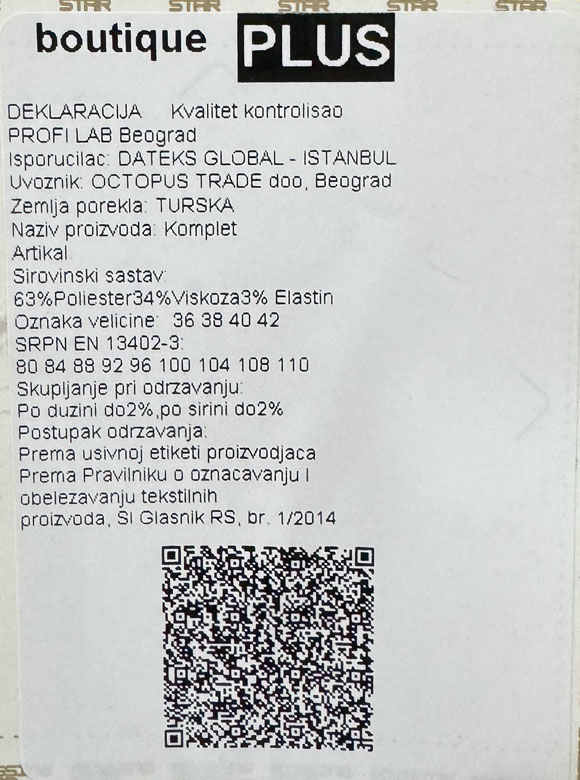 STAR STAR STAR STAR
boutique PLUS
DEKLARACIJA Kvalitet kontrolisao
PROFI LAB Beograd
Isporucilac: DATEKS GLOBAL - ISTANBUL
Uvoznik: OCTOPUS TRADE doo, Beograd
Zemlja porekla: TURSKA
Naziv proizvoda: Komplet
Artikal
Sirovinski sastav:
63%Poliester34%Viskoza3% Elastin
Oznaka velicine: 36 38 40 42
SRPN EN 13402-3:
80 84 88 92 96 100 104 108 110
Skupljanje pri odrzavanju:
Po duzini do2%,po sirini do2%
Postupak odrzavanja:
Prema usivnoj etiketi proizvodjaca
Prema Pravilniku o oznacavanju I
obelezavanju tekstilnih
proizvoda, Sl Glasnik RS, br. 1/2014